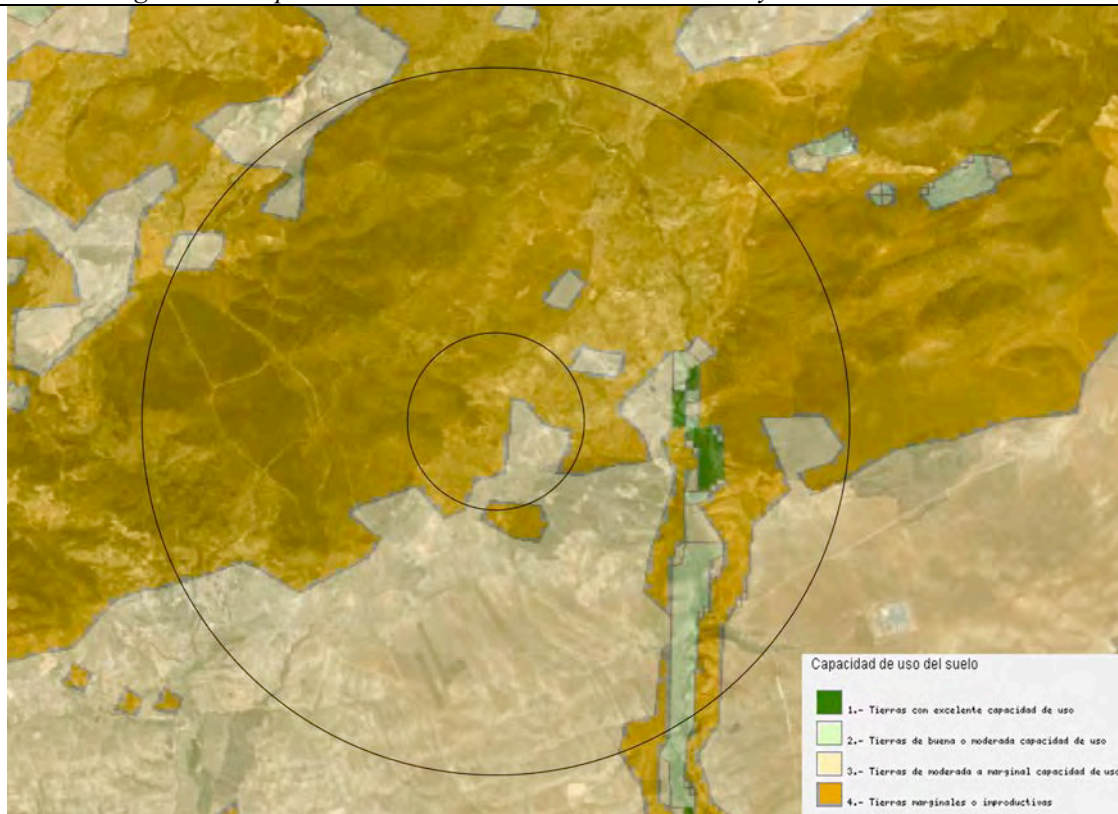 Capacidad de uso del suelo
1.- Tierras con excelente capacidad de uso
2.- Tierras de buena o moderada capacidad de uso
3.- Tierras de moderada a marginal capacidad de uso
4.- Tierras marginales o improductivas